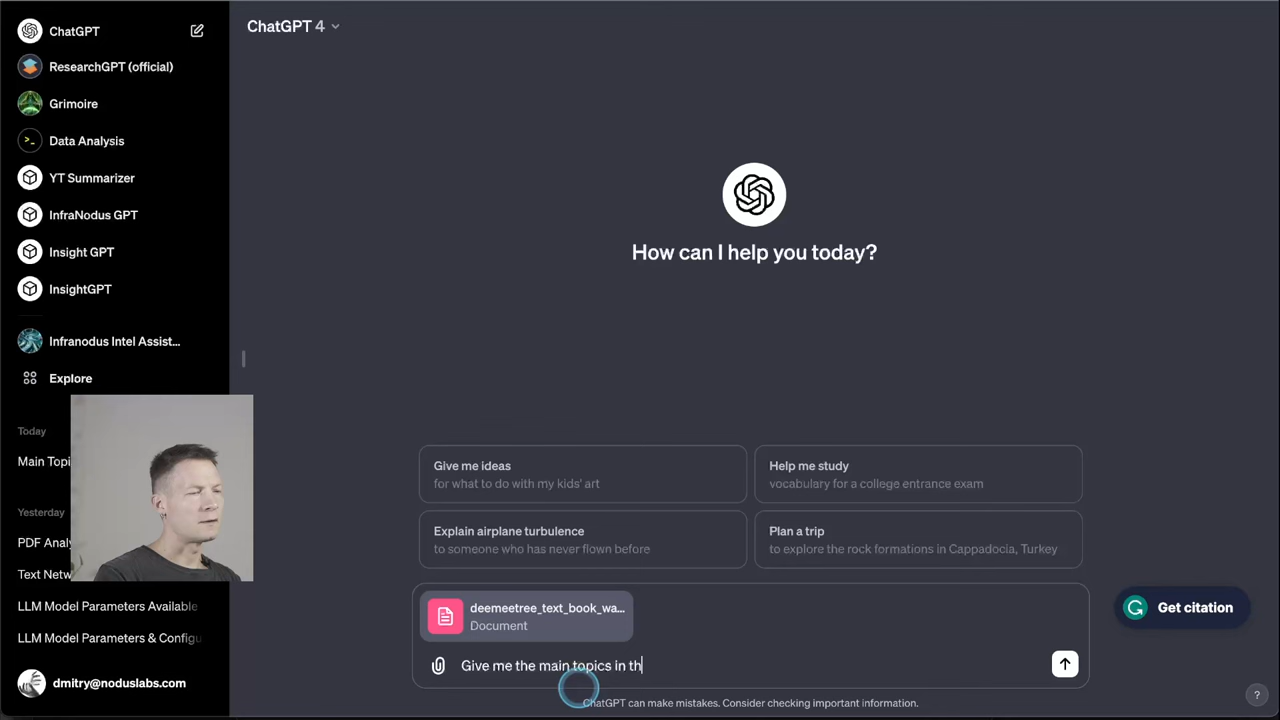 ChatGPT
ResearchGPT (official)
Grimoire
Data Analysis
YT Summarizer
InfraNodus GPT
Insight GPT
InsightGPT
Infranodus Intel Assist...
Explore
Today
Main Topi
Yesterday
PDF Analy
Text Netw
LLM Model Parameters Available
LLM Model Parameters & Configu
dmitry@noduslabs.com
ChatGPT 4
How can I help you today?
Give me ideas
for what to do with my kids' art
Help me study
vocabulary for a college entrance exam
Explain airplane turbulence
to someone who has never flown before
Plan a trip
to explore the rock formations in Cappadocia, Turkey
deemeetree_text_book_wa...
Document
Give me the main topics in th
Get citation
ChatGPT can make mistakes. Consider checking important information.
?